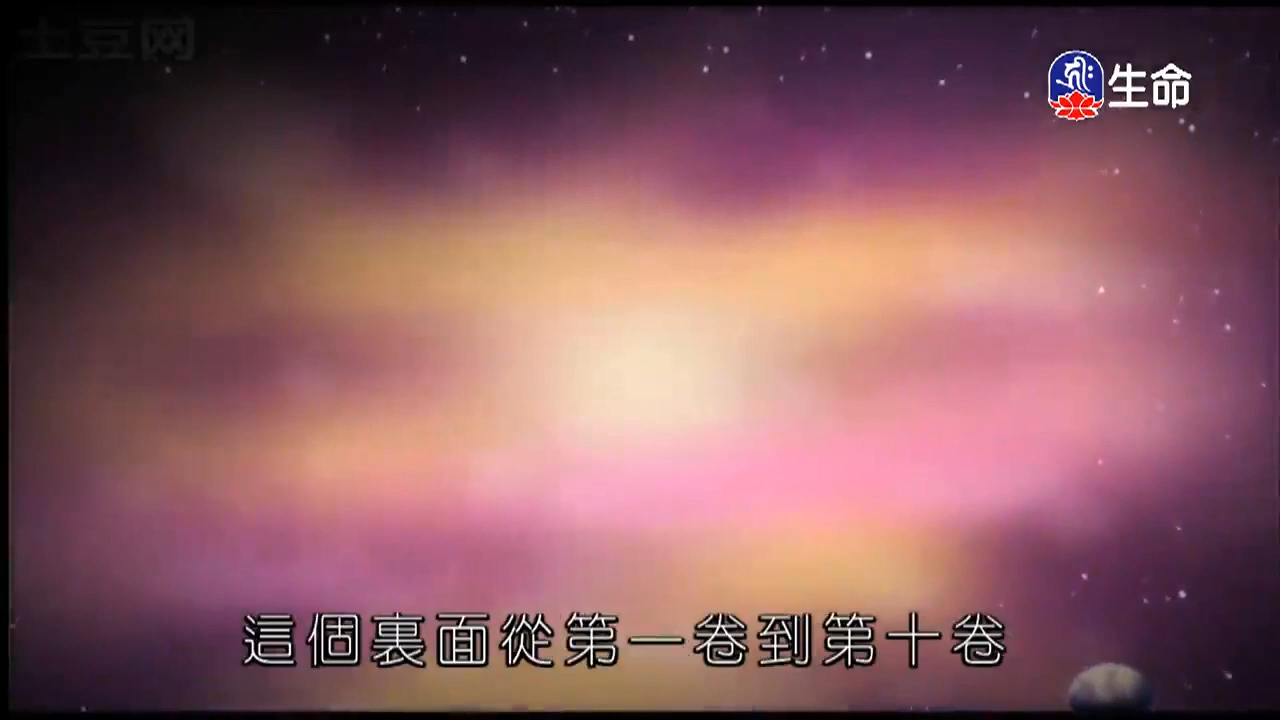 土豆网
生命
這個裏面從第一卷到第十卷